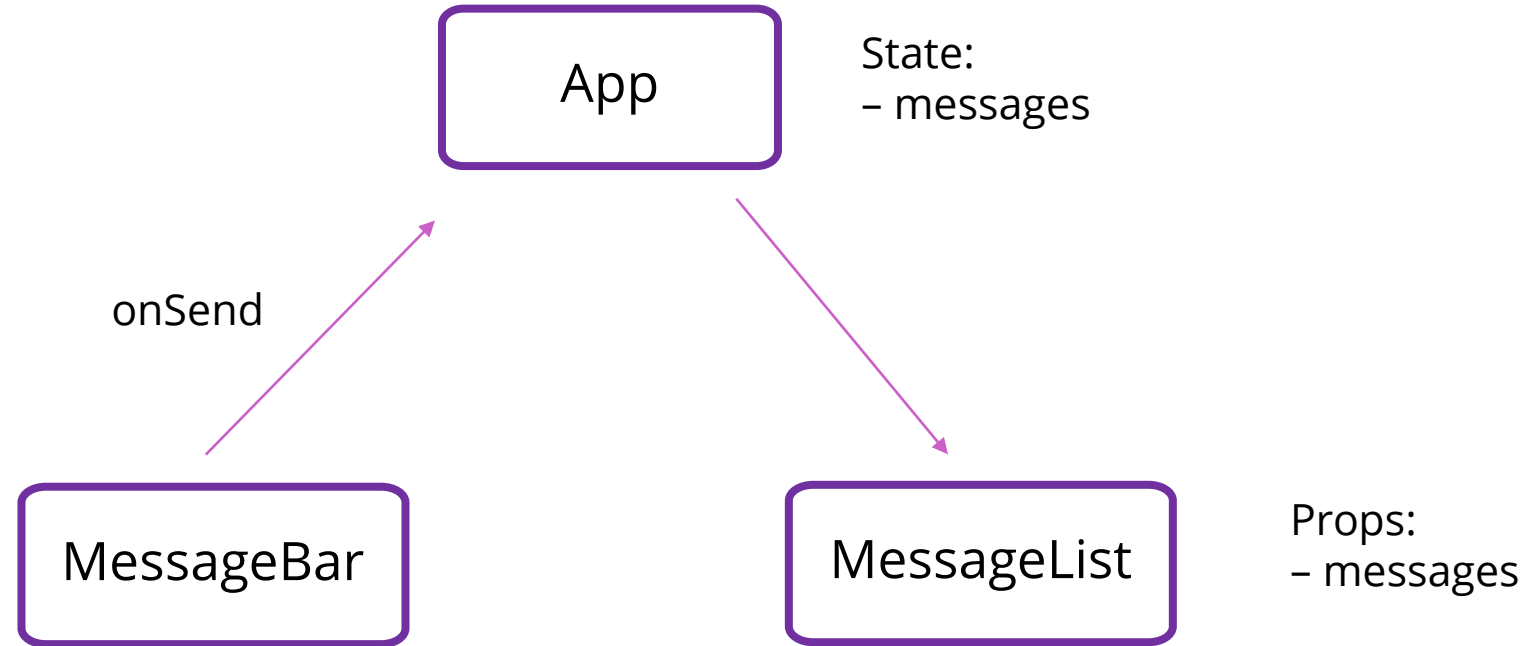 App
State:
– messages
onSend
MessageBar
MessageList
Props:
– messages